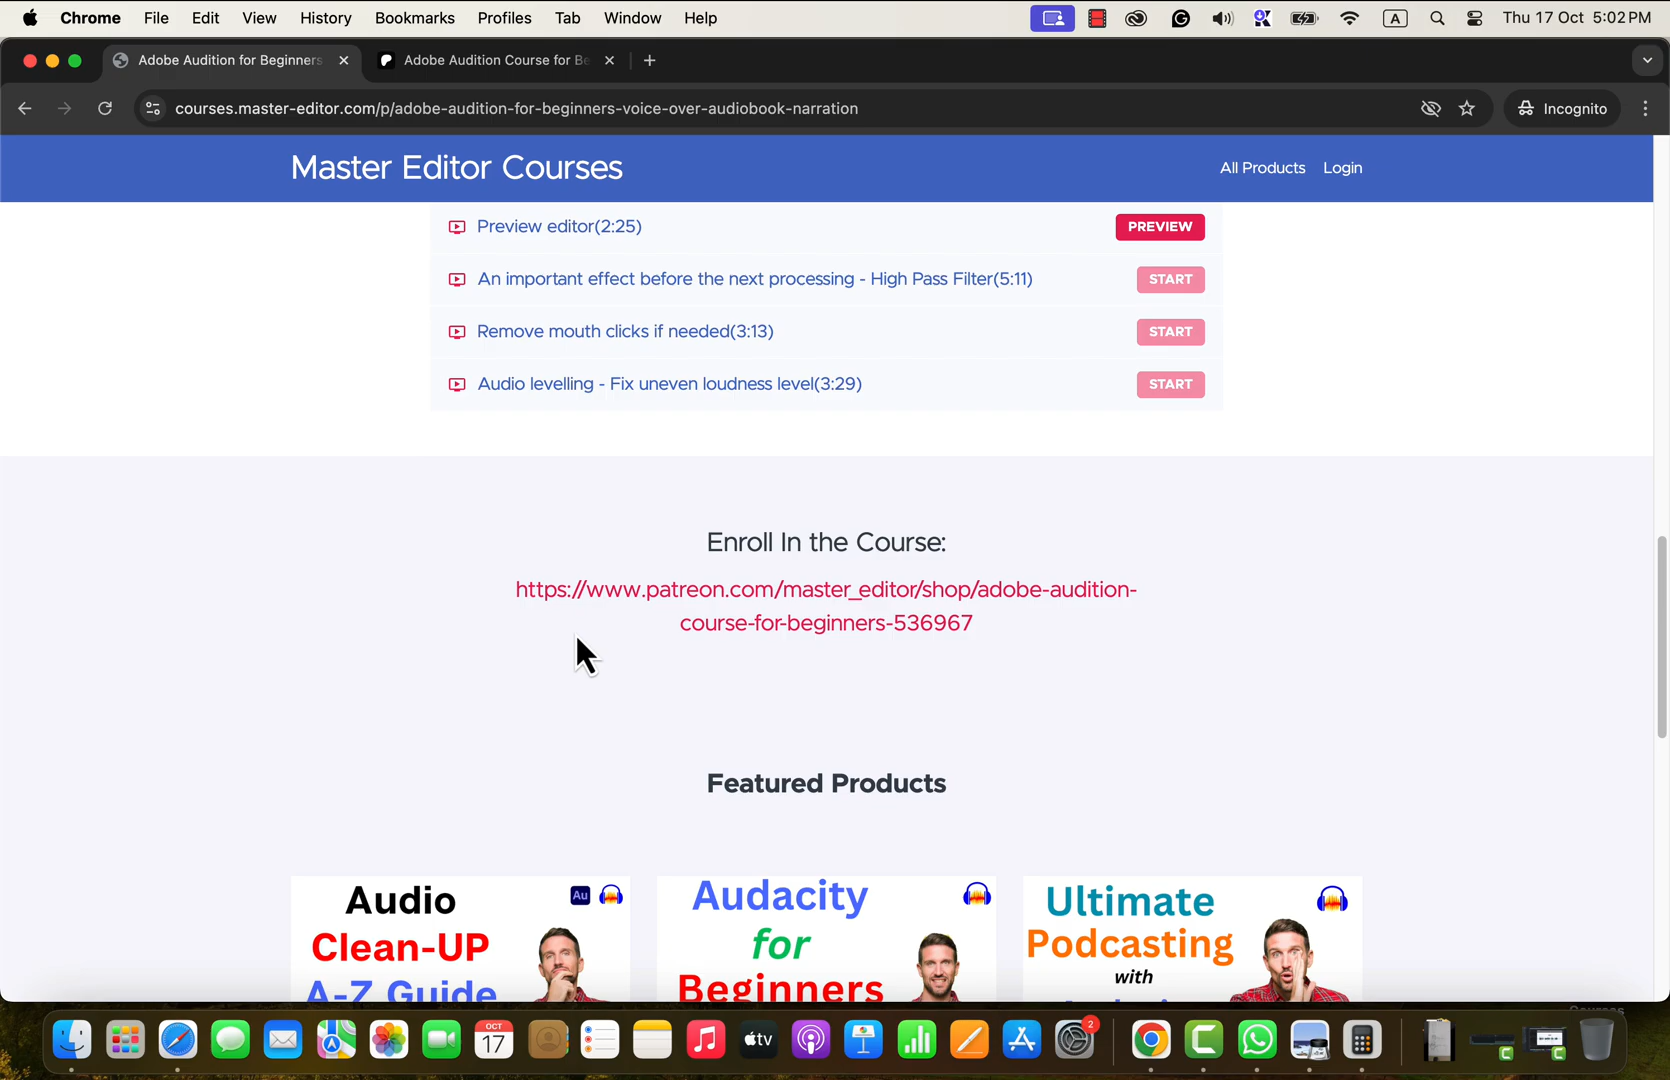 Chrome File Edit View History Bookmarks Profiles Tab Window Help A Thu 17 Oct 5:02 PM
Adobe Audition for Beginners Adobe Audition Course for Be
courses.master-editor.com/p/adobe-audition-for-beginners-voice-over-audiobook-narration Incognito
Master Editor Courses All Products Login
Preview editor(2:25) PREVIEW
An important effect before the next processing - High Pass Filter(5:11) START
Remove mouth clicks if needed(3:13) START
Audio levelling - Fix uneven loudness level(3:29) START
Enroll In the Course:
https://www.patreon.com/master_editor/shop/adobe-audition-
course-for-beginners-536967
Featured Products
Audio Au
Clean-UP
A-Z Guide
Audacity
for
Beginners
Ultimate
Podcasting
with
OCT
17
tv
2